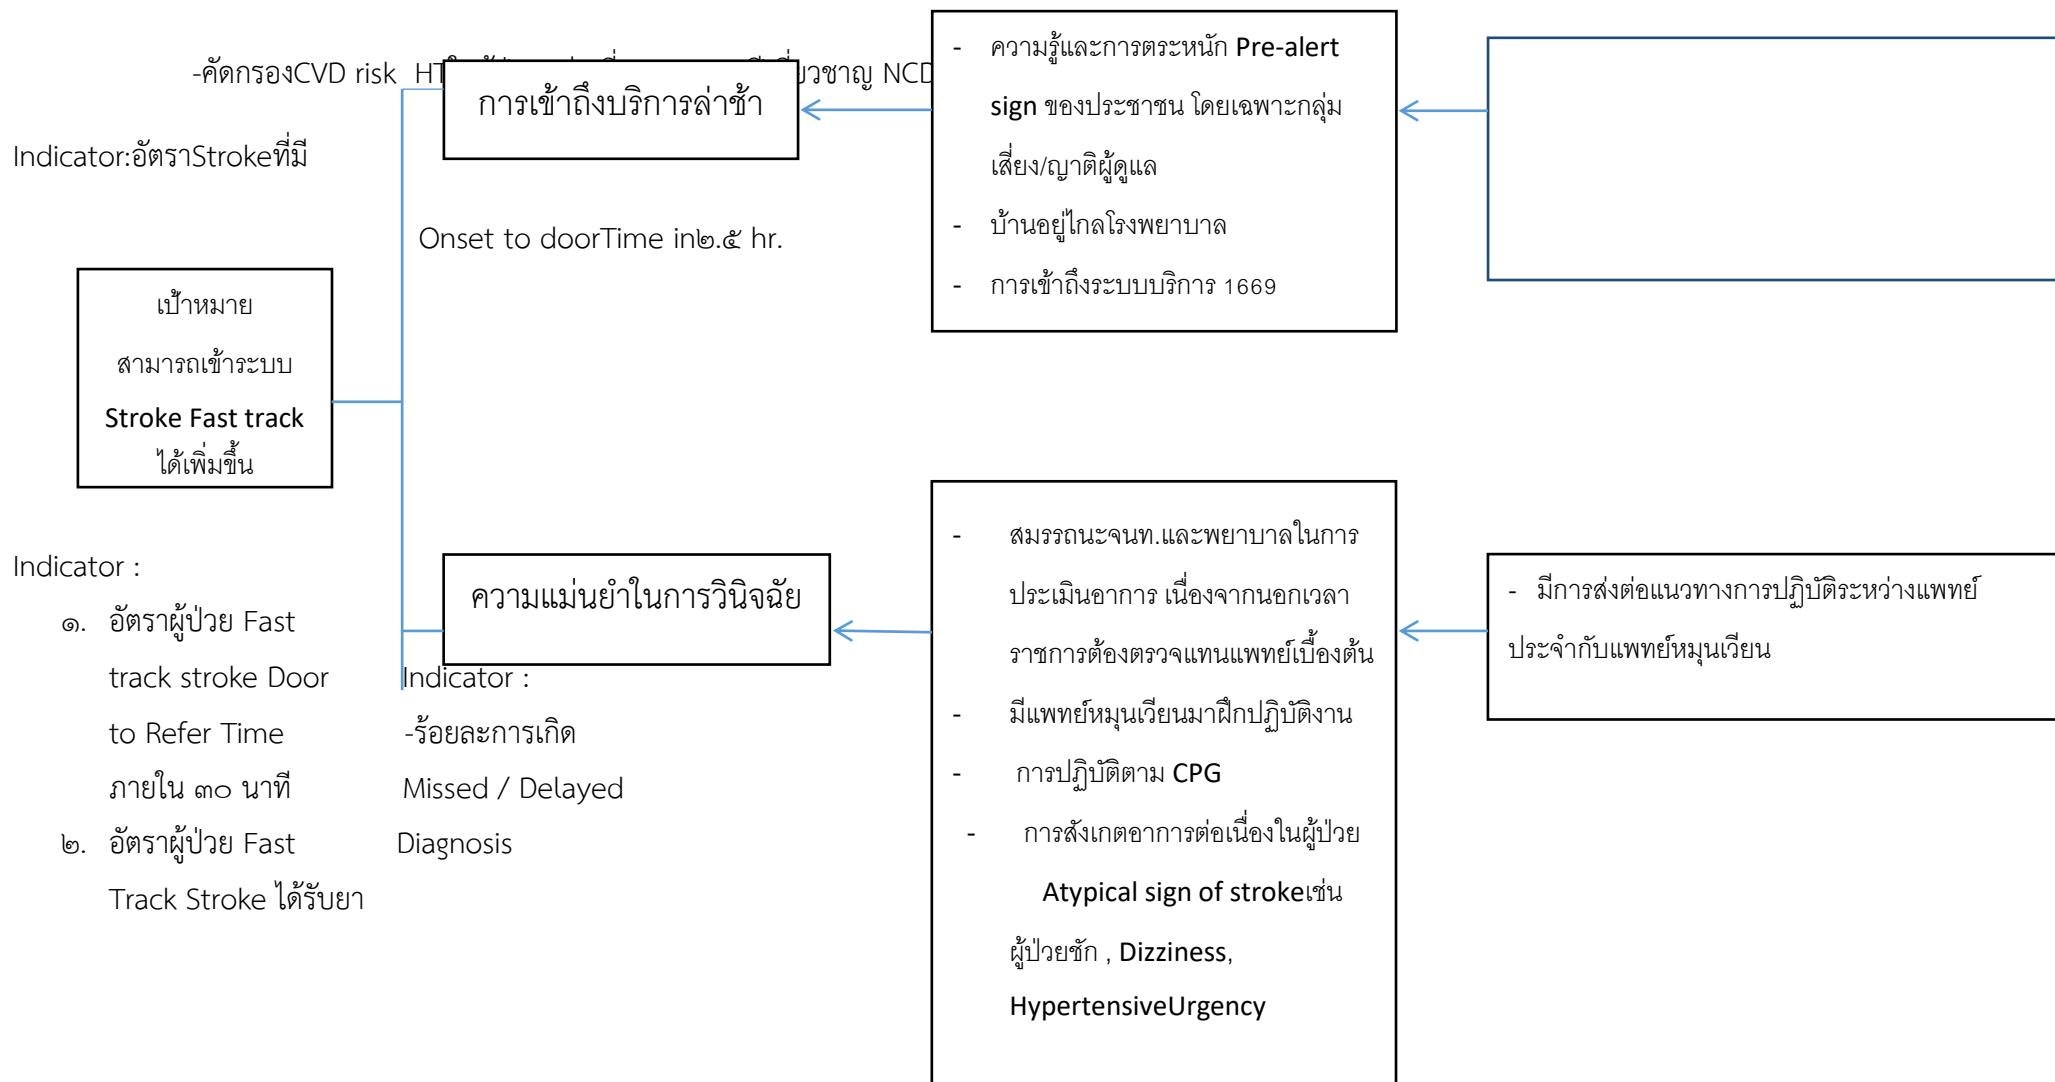 -คัดกรองCVD risk HT
ี่ยวชาญ NCD
Indicator:อัตราStrokeที่มี
Onset to doorTime in๒.๕ hr.
เป้าหมาย
สามารถเข้าระบบ
Stroke Fast track
ได้เพิ่มขึ้น
Indicator :
๑. อัตราผู้ป่วย Fast
track stroke Door
to Refer Time
ภายใน ๓๐ นาที
๒. อัตราผู้ป่วย Fast
Track Stroke ได้รับยา
การเข้าถึงบริการล่าช้า
ความแม่นยำในการวินิจฉัย
Indicator :
-ร้อยละการเกิด
Missed / Delayed
Diagnosis
- ความรู้และการตระหนัก Pre-alert
sign ของประชาชน โดยเฉพาะกลุ่ม
เสี่ยง/ญาติผู้ดูแล
- บ้านอยู่ไกลโรงพยาบาล
- การเข้าถึงระบบบริการ 1669
- สมรรถนะจนท.และพยาบาลในการ
ประเมินอาการ เนื่องจากนอกเวลา
ราชการต้องตรวจแทนแพทย์เบื้องต้น
- มีแพทย์หมุนเวียนมาฝึกปฏิบัติงาน
- การปฏิบัติตาม CPG
- การสังเกตอาการต่อเนื่องในผู้ป่วย
Atypical sign of strokeเช่น
ผู้ป่วยชัก , Dizziness,
HypertensiveUrgency
- มีการส่งต่อแนวทางการปฏิบัติระหว่างแพทย์
ประจำกับแพทย์หมุนเวียน